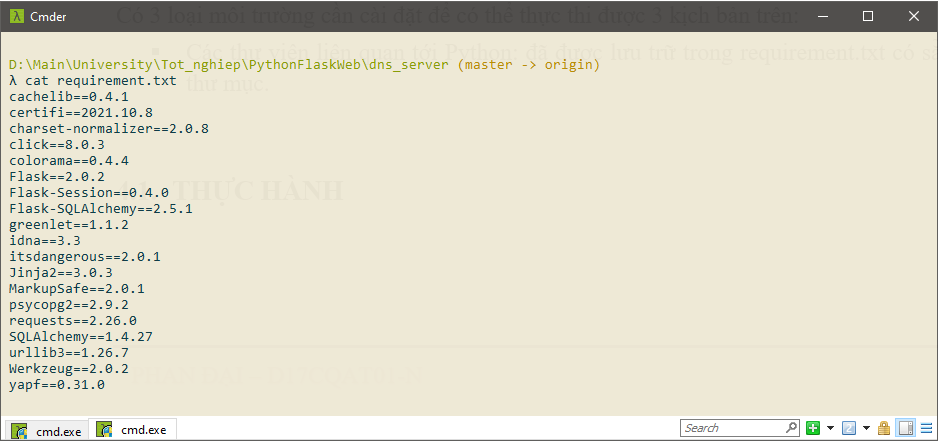 Cmder
Có 3 loại môi trường cần cài đặt để có thể thực thi được 3 kịch bản trên:
Các thư viện liên quan tới Python: đã được lưu trữ trong requirement.txt có
thư mục.
D:\Main\University\Tot_nghiep\PythonFlaskWeb\dns_server (master -> origin)
λ cat requirement.txt
cachelib==0.4.1
certifi==2021.10.8
charset-normalizer==2.0.8
click==8.0.3
colorama==0.4.4
Flask==2.0.2
Flask-Session==0.4.0
Flask-SQLAlchemy==2.5.1
greenlet==1.1.2
idna==3.3
itsdangerous==2.0.1
Jinja2==3.0.3
MarkupSafe==2.0.1
psycopg2==2.9.2
requests==2.26.0
SQLAlchemy==1.4.27
urllib3==1.26.7
Werkzeug==2.0.2
yapf==0.31.0
THỰC HÀNH
cmd.exe
cmd.exe
Search